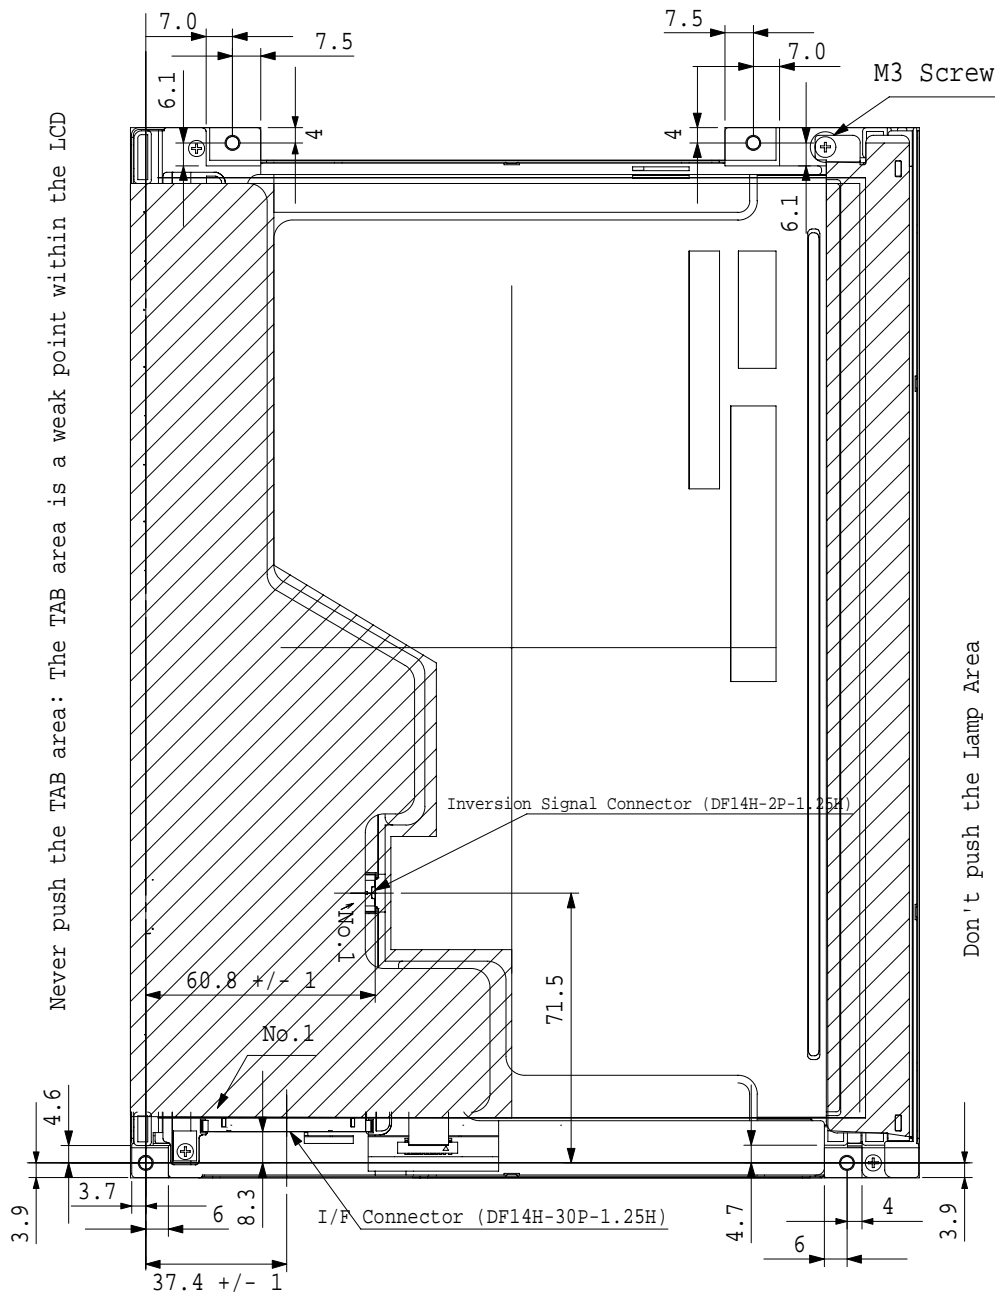 7.0
7.5
7.5
7.0
M3 Screw
6.1
4
4
6.1
Never push the TAB area: The TAB area is a weak point within the LCD
Don't push the Lamp Area
Inversion Signal Connector (DF14H-2P-1.25H)
No.1
60.8 +/- 1
71.5
No.1
4.6
3.7
3.9
6
8.3
I/F Connector (DF14H-30P-1.25H)
4.7
4
3.9
6
37.4 +/- 1